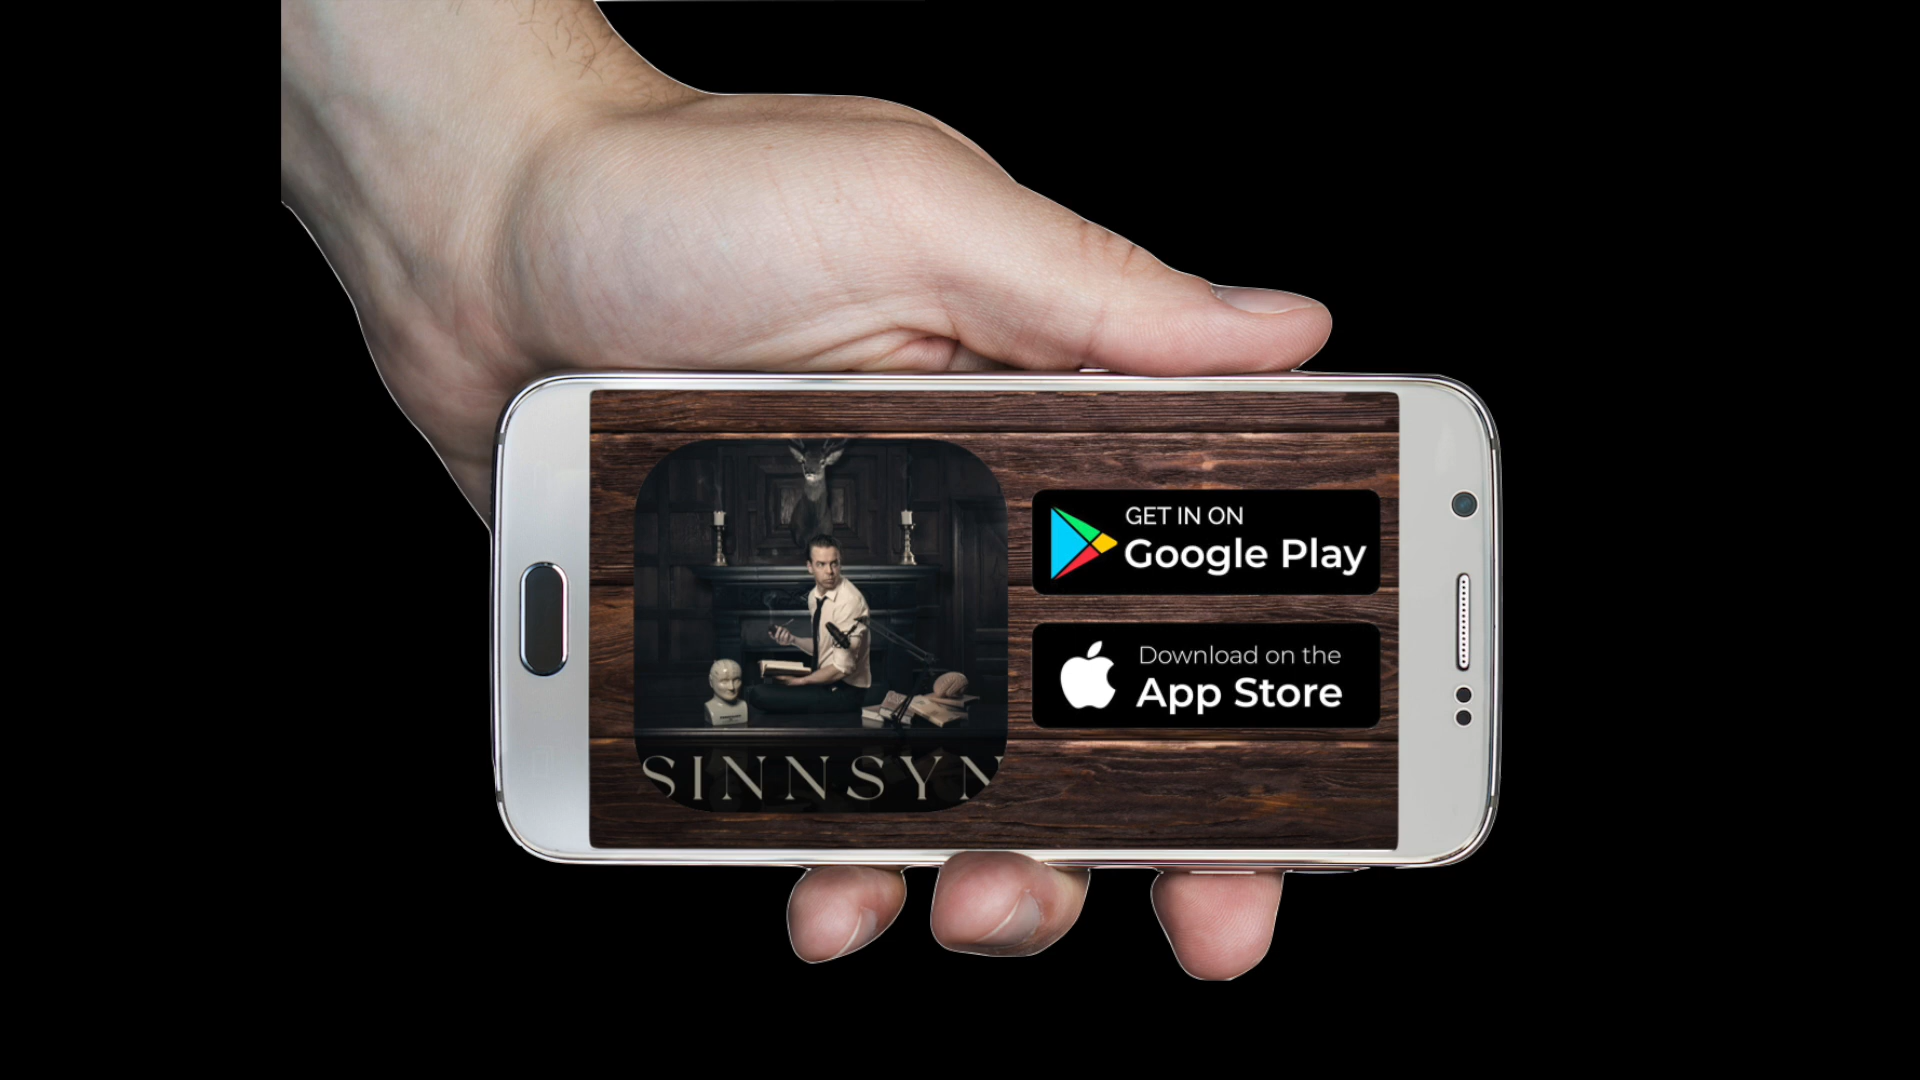 SINNSYN
GET IN ON
Google Play
Download on the
App Store